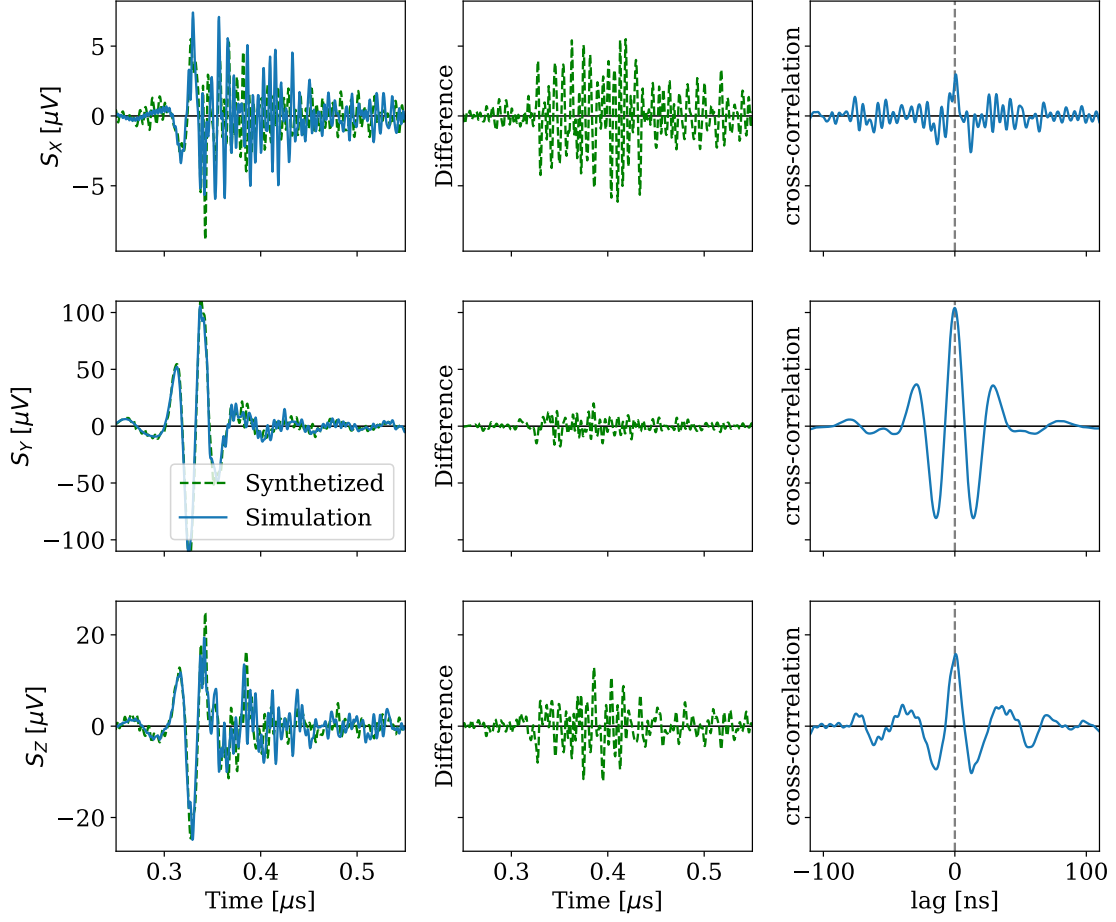 5
0
−5
S_X [μV]
Difference
cross-correlation
100
50
0
−50
−100
S_Y [μV]
Synthetized
Simulation
Difference
cross-correlation
20
0
−20
S_Z [μV]
Difference
cross-correlation
0.3 0.4 0.5
Time [μs]
0.3 0.4 0.5
Time [μs]
−100 0 100
lag [ns]